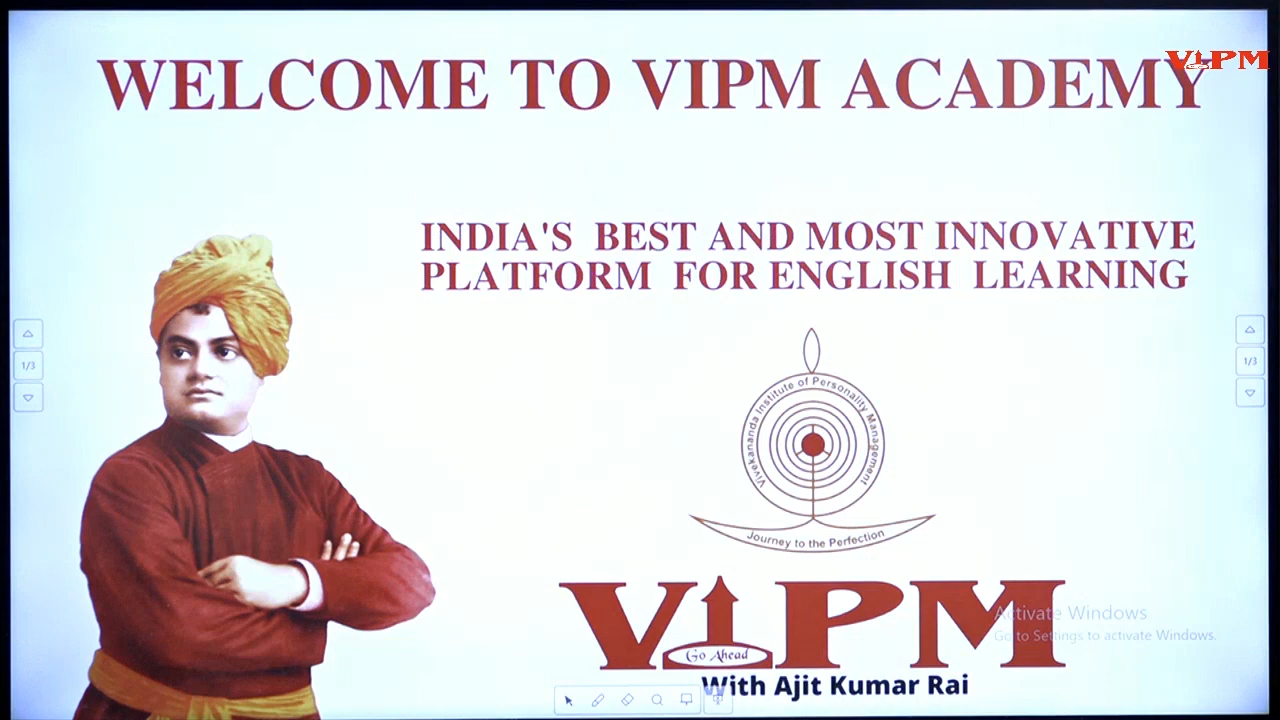 WELCOME TO VIPM ACADEMY
VIPM
INDIA'S BEST AND MOST INNOVATIVE
PLATFORM FOR ENGLISH LEARNING
1/3
1/3
Vivekananda Institute of Personality Management
Journey to the Perfection
VIPM
Go Ahead
With Ajit Kumar Rai
Activate Windows
Go to Settings to activate Windows.